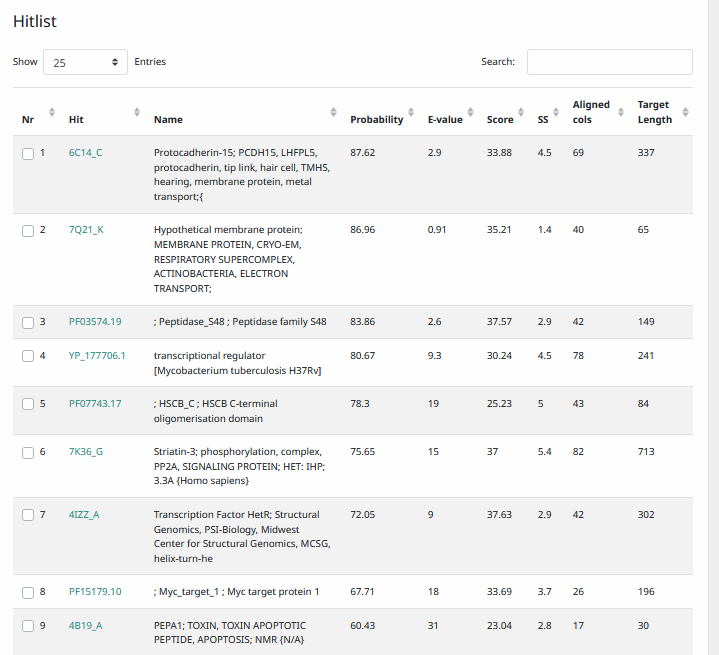 Hitlist
Show 25 Entries Search:
Nr Hit Name Probability E-value Score SS Aligned cols Target Length
1 6C14_C Protocadherin-15; PCDH15, LHFPL5, 87.62 2.9 33.88 4.5 69 337
protocadherin, tip link, hair cell, TMHS,
hearing, membrane protein, metal
transport;{
2 7Q21_K Hypothetical membrane protein; 86.96 0.91 35.21 1.4 40 65
MEMBRANE PROTEIN, CRYO-EM,
RESPIRATORY SUPERCOMPLEX,
ACTINOBACTERIA, ELECTRON
TRANSPORT;
3 PF03574.19 ; Peptidase_S48 ; Peptidase family S48 83.86 2.6 37.57 2.9 42 149
4 YP_177706.1 transcriptional regulator 80.67 9.3 30.24 4.5 78 241
[Mycobacterium tuberculosis H37Rv]
5 PF07743.17 ; HSCB_C ; HSCB C-terminal 78.3 19 25.23 5 43 84
oligomerisation domain
6 7K36_G Striatin-3; phosphorylation, complex, 75.65 15 37 5.4 82 713
PP2A, SIGNALING PROTEIN; HET: IHP;
3.3A {Homo sapiens}
7 4IZZ_A Transcription Factor HetR; Structural 72.05 9 37.63 2.9 42 302
Genomics, PSI-Biology, Midwest
Center for Structural Genomics, MCSG,
helix-turn-he
8 PF15179.10 ; Myc_target_1 ; Myc target protein 1 67.71 18 33.69 3.7 26 196
9 4B19_A PEPA1; TOXIN, TOXIN APOPTOTIC 60.43 31 23.04 2.8 17 30
PEPTIDE, APOPTOSIS; NMR {N/A}